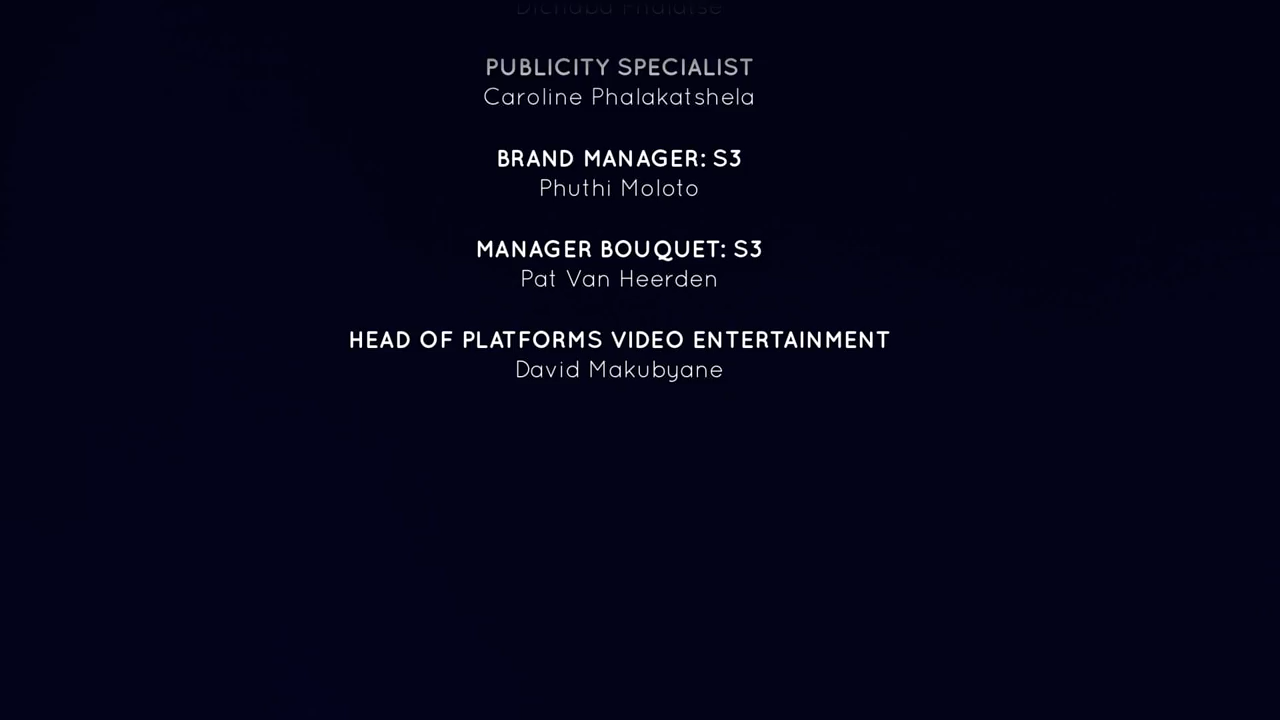 PUBLICITY SPECIALIST
Caroline Phalakatshela
BRAND MANAGER: S3
Phuthi Moloto
MANAGER BOUQUET: S3
Pat Van Heerden
HEAD OF PLATFORMS VIDEO ENTERTAINMENT
David Makubyane